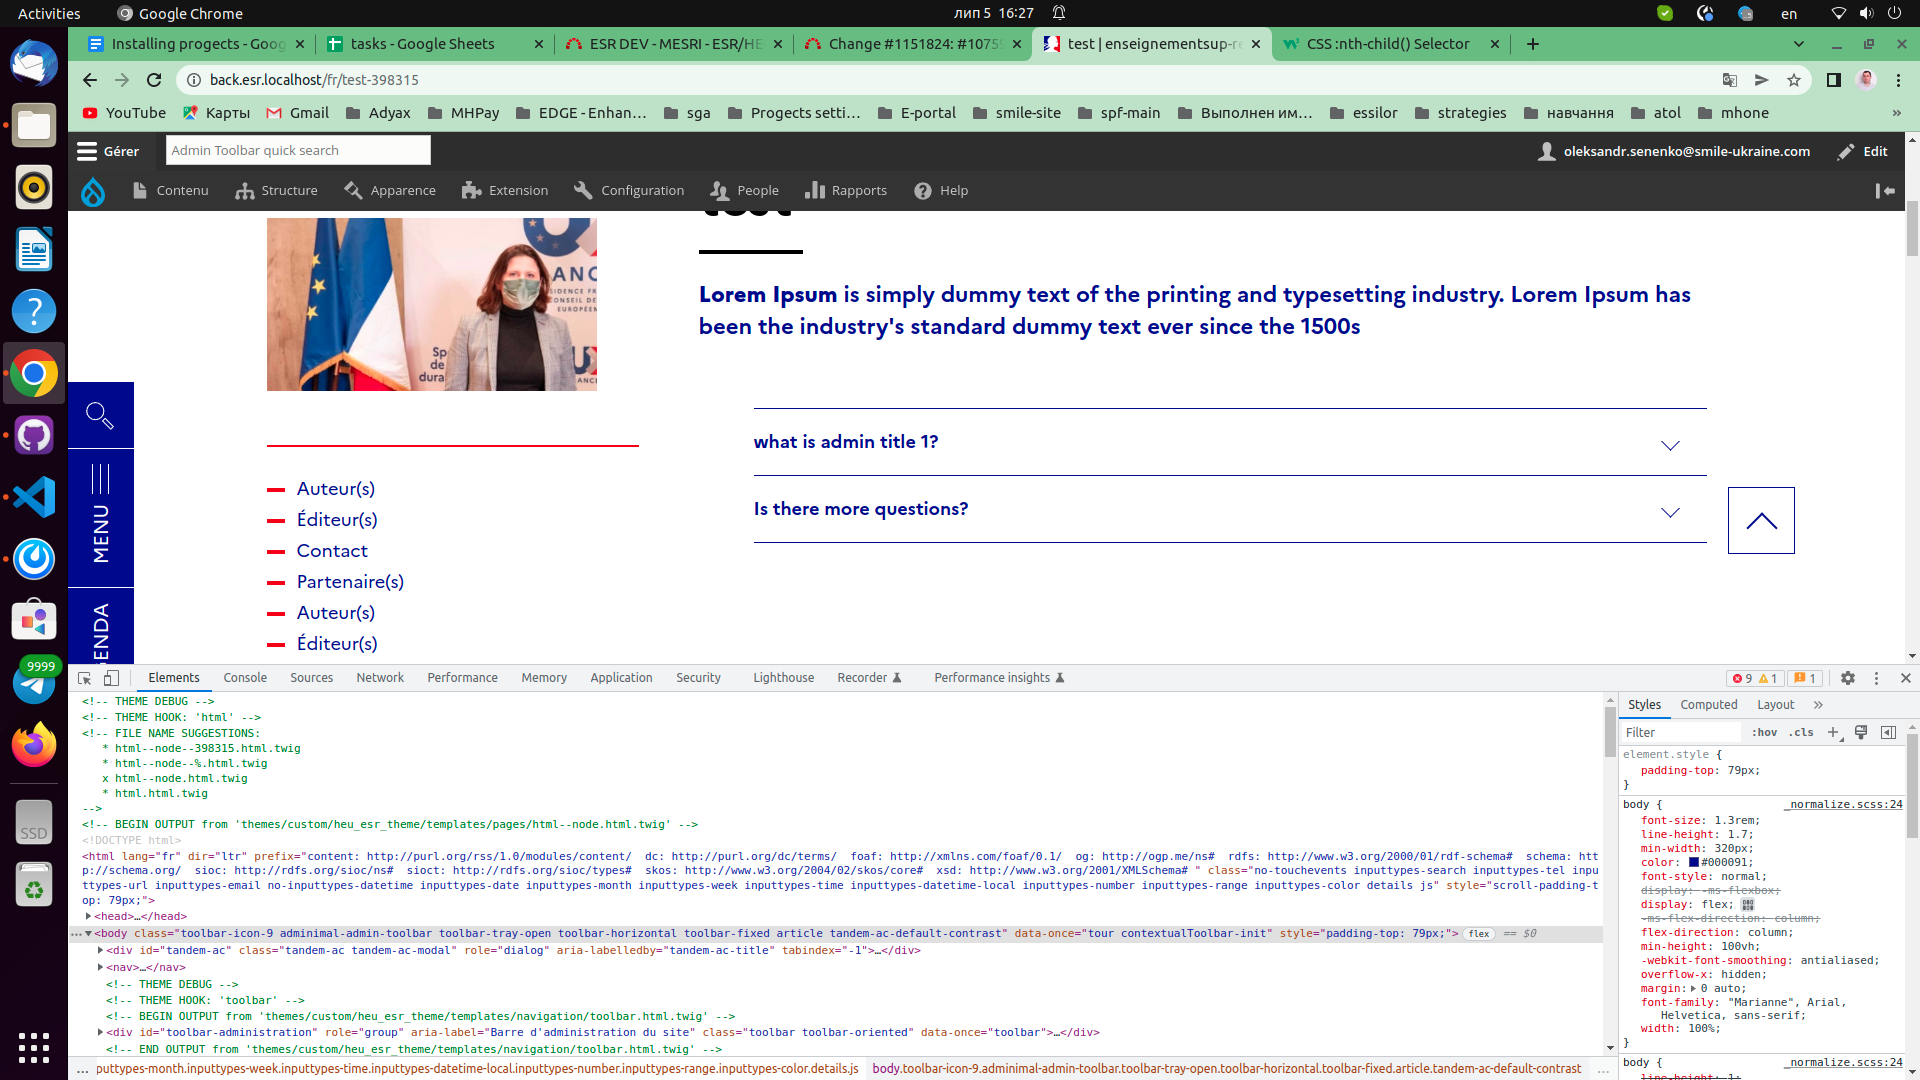 Activities
Google Chrome
лип 5 16:27
en
Installing progects - Goog
tasks - Google Sheets
ESR DEV - MESRI - ESR/HE
Change #1151824: #1075
test | enseignementsup-re
CSS :nth-child() Selector
back.esr.localhost/fr/test-398315
YouTube
Карты
Gmail
Adyax
MHPay
EDGE - Enhan…
sga
Progects setti…
E-portal
smile-site
spf-main
Выполнен им…
essilor
strategies
навчання
atol
mhone
»
Gérer
Admin Toolbar quick search
oleksandr.senenko@smile-ukraine.com
Edit
Contenu
Structure
Apparence
Extension
Configuration
People
Rapports
Help
test
Lorem Ipsum is simply dummy text of the printing and typesetting industry. Lorem Ipsum has
been the industry's standard dummy text ever since the 1500s
what is admin title 1?
Is there more questions?
MENU
Auteur(s)
Éditeur(s)
Contact
Partenaire(s)
Auteur(s)
Éditeur(s)
9999
SSD
Elements
Console
Sources
Network
Performance
Memory
Application
Security
Lighthouse
Recorder
Performance insights
9
1
1
<!-- THEME DEBUG -->
<!-- THEME HOOK: 'html' -->
<!-- FILE NAME SUGGESTIONS:
* html--node--398315.html.twig
* html--node--%.html.twig
x html--node.html.twig
* html.html.twig
-->
<!-- BEGIN OUTPUT from 'themes/custom/heu_esr_theme/templates/pages/html--node.html.twig' -->
<!DOCTYPE html>
<html lang="fr" dir="ltr" prefix="content: http://purl.org/rss/1.0/modules/content/  dc: http://purl.org/dc/terms/  foaf: http://xmlns.com/foaf/0.1/  og: http://ogp.me/ns#  rdfs: http://www.w3.org/2000/01/rdf-schema#  schema: htt
p://schema.org/  sioc: http://rdfs.org/sioc/ns#  sioct: http://rdfs.org/sioc/types#  skos: http://www.w3.org/2004/02/skos/core#  xsd: http://www.w3.org/2001/XMLSchema# " class="no-touchevents inputtypes-search inputtypes-tel inpu
ttypes-url inputtypes-email no-inputtypes-datetime inputtypes-date inputtypes-month inputtypes-week inputtypes-time inputtypes-datetime-local inputtypes-number inputtypes-range inputtypes-color details js" style="scroll-padding-t
op: 79px;">
<head>…</head>
<body class="toolbar-icon-9 adminimal-admin-toolbar toolbar-tray-open toolbar-horizontal toolbar-fixed article tandem-ac-default-contrast" data-once="tour contextualToolbar-init" style="padding-top: 79px;"> flex == $0
<div id="tandem-ac" class="tandem-ac tandem-ac-modal" role="dialog" aria-labelledby="tandem-ac-title" tabindex="-1">…</div>
<nav>…</nav>
<!-- THEME DEBUG -->
<!-- THEME HOOK: 'toolbar' -->
<!-- BEGIN OUTPUT from 'themes/custom/heu_esr_theme/templates/navigation/toolbar.html.twig' -->
<div id="toolbar-administration" role="group" aria-label="Barre d'administration du site" class="toolbar toolbar-oriented" data-once="toolbar">…</div>
<!-- END OUTPUT from 'themes/custom/heu_esr_theme/templates/navigation/toolbar.html.twig' -->
... puttypes-month.inputtypes-week.inputtypes-time.inputtypes-datetime-local.inputtypes-number.inputtypes-range.inputtypes-color.details.js
body.toolbar-icon-9.adminimal-admin-toolbar.toolbar-tray-open.toolbar-horizontal.toolbar-fixed.article.tandem-ac-default-contrast ...
Styles
Computed
Layout
»
Filter
:hov
.cls
element.style {
padding-top: 79px;
}
body {
_normalize.scss:24
font-size: 1.3rem;
line-height: 1.7;
min-width: 320px;
color: #000091;
font-style: normal;
display: -ms-flexbox;
display: flex;
-ms-flex-direction: column;
flex-direction: column;
min-height: 100vh;
-webkit-font-smoothing: antialiased;
overflow-x: hidden;
margin: 0 auto;
font-family: "Marianne", Arial,
Helvetica, sans-serif;
width: 100%;
}
body {
_normalize.scss:24
line-height: 1;